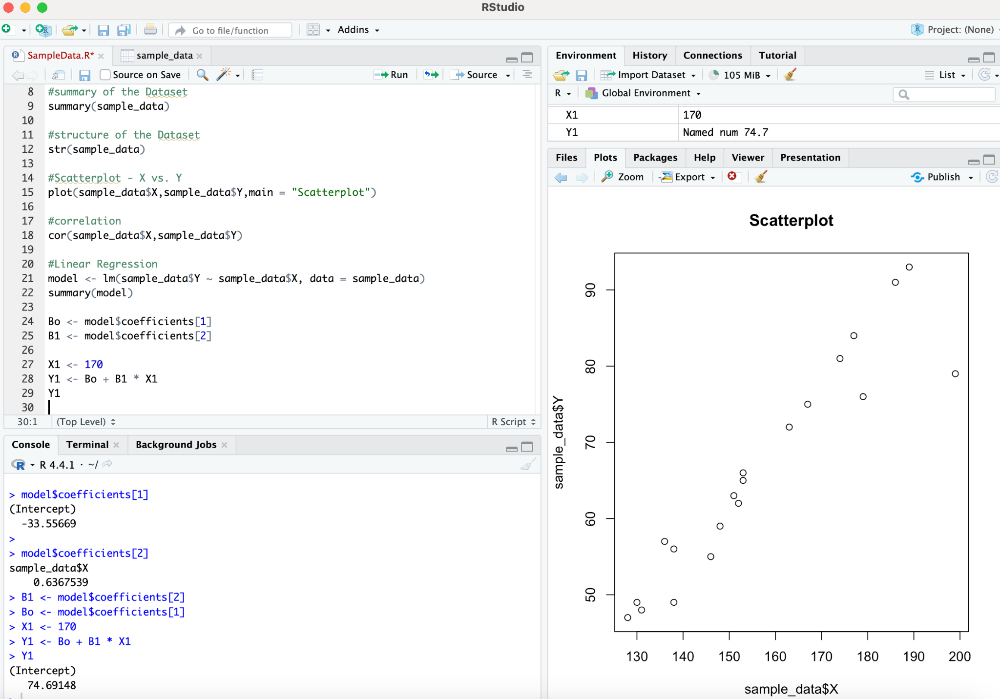 RStudio
Go to file/function
Addins
Project: (None)
SampleData.R*
sample_data
Source on Save
Run
Source
8 #summary of the Dataset
9 summary(sample_data)
10
11 #structure of the Dataset
12 str(sample_data)
13
14 #Scatterplot - X vs. Y
15 plot(sample_data$X,sample_data$Y,main = "Scatterplot")
16
17 #correlation
18 cor(sample_data$X,sample_data$Y)
19
20 #Linear Regression
21 model <- lm(sample_data$Y ~ sample_data$X, data = sample_data)
22 summary(model)
23
24 Bo <- model$coefficients[1]
25 B1 <- model$coefficients[2]
26
27 X1 <- 170
28 Y1 <- Bo + B1 * X1
29 Y1
30
30:1 (Top Level) R Script
Console Terminal Background Jobs
R 4.4.1 · ~/
> model$coefficients[1]
(Intercept)
-33.55669
>
> model$coefficients[2]
sample_data$X
0.6367539
> B1 <- model$coefficients[2]
> Bo <- model$coefficients[1]
> X1 <- 170
> Y1 <- Bo + B1 * X1
> Y1
(Intercept)
74.69148
Environment History Connections Tutorial
Import Dataset 105 MiB List
R Global Environment
X1 170
Y1 Named num 74.7
Files Plots Packages Help Viewer Presentation
Zoom Export Publish
Scatterplot
sample_data$Y
90
80
70
60
50
130 140 150 160 170 180 190 200
sample_data$X